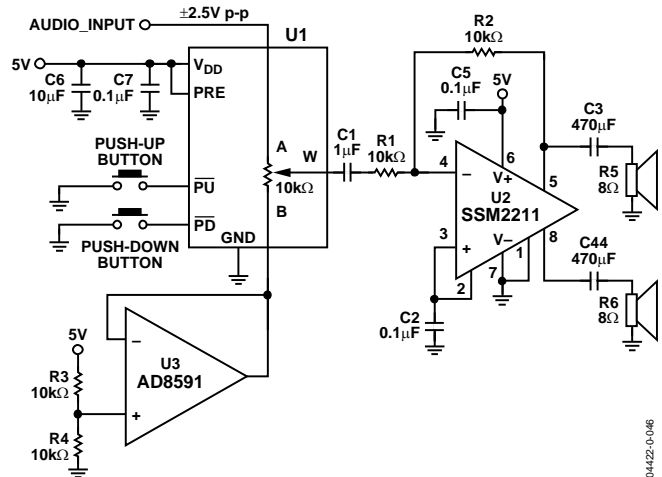 AUDIO_INPUT
±2.5V p-p
U1
5V
C6
10µF
C7
0.1µF
VDD
PRE
PUSH-UP
BUTTON
PU
PD
PUSH-DOWN
BUTTON
GND
A
W
10kΩ
B
C1
1µF
R1
10kΩ
R2
10kΩ
C5
0.1µF
5V
6
V+
4
–
U2
SSM2211
5
8
3
+
2
V–
7
1
C2
0.1µF
C3
470µF
R5
8Ω
C44
470µF
R6
8Ω
5V
R3
10kΩ
R4
10kΩ
–
U3
AD8591
+
04422-0-046